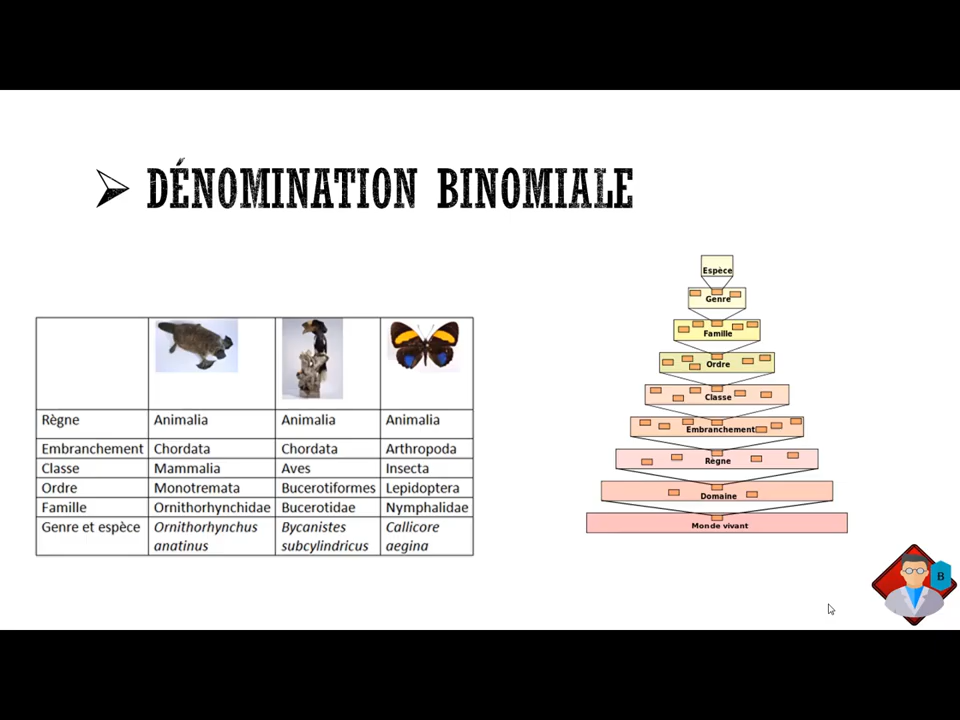 DÉNOMINATION BINOMIALE
Règne Animalia Animalia Animalia
Embranchement Chordata Chordata Arthropoda
Classe Mammalia Aves Insecta
Ordre Monotremata Bucerotiformes Lepidoptera
Famille Ornithorhynchidae Bucerotidae Nymphalidae
Genre et espèce Ornithorhynchus Bycanistes Callicore
anatinus subcylindricus aegina
Espèce
Genre
Famille
Ordre
Classe
Embranchement
Règne
Domaine
Monde vivant
B